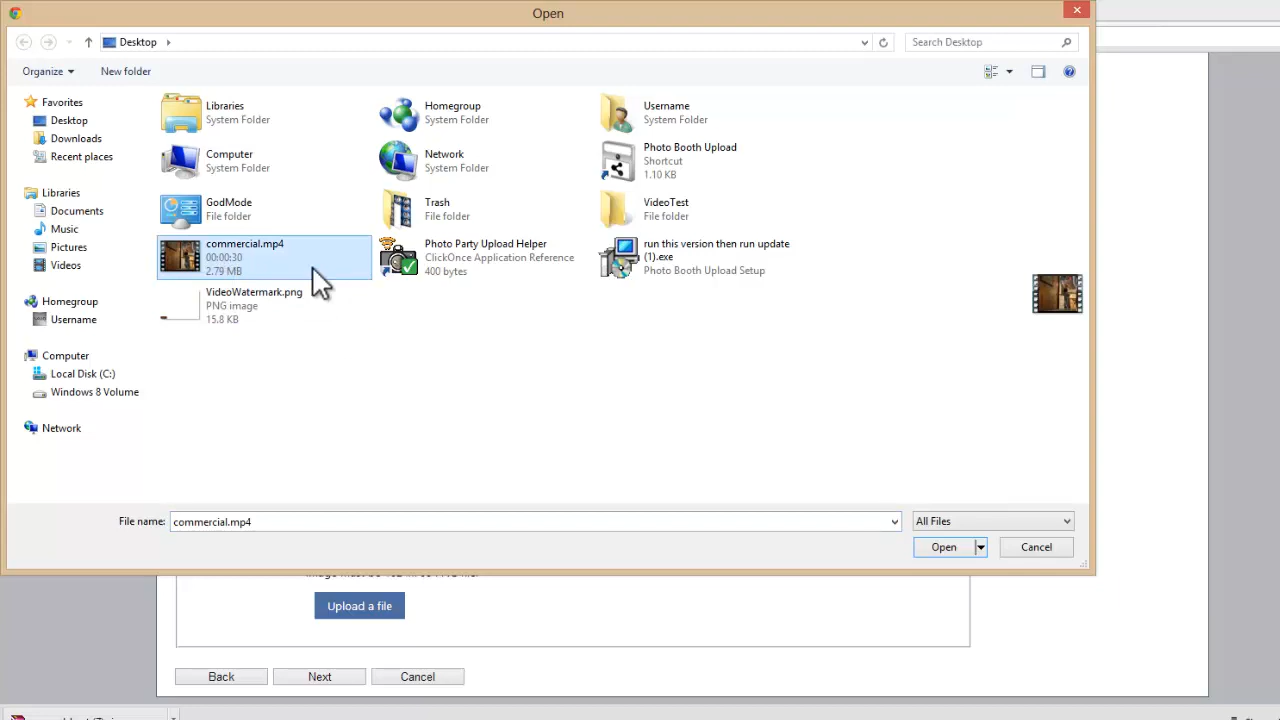 Open
Desktop
Search Desktop
Organize
New folder
Favorites
Desktop
Downloads
Recent places
Libraries
Documents
Music
Pictures
Videos
Homegroup
Username
Computer
Local Disk (C:)
Windows 8 Volume
Network
Libraries
System Folder
Homegroup
System Folder
Username
System Folder
Computer
System Folder
Network
System Folder
Photo Booth Upload
Shortcut
1.10 KB
GodMode
File folder
Trash
File folder
VideoTest
File folder
commercial.mp4
00:00:30
2.79 MB
Photo Party Upload Helper
ClickOnce Application Reference
400 bytes
run this version then run update
(1).exe
Photo Booth Upload Setup
VideoWatermark.png
PNG image
15.8 KB
File name:
commercial.mp4
All Files
Open
Cancel
Upload a file
Back
Next
Cancel